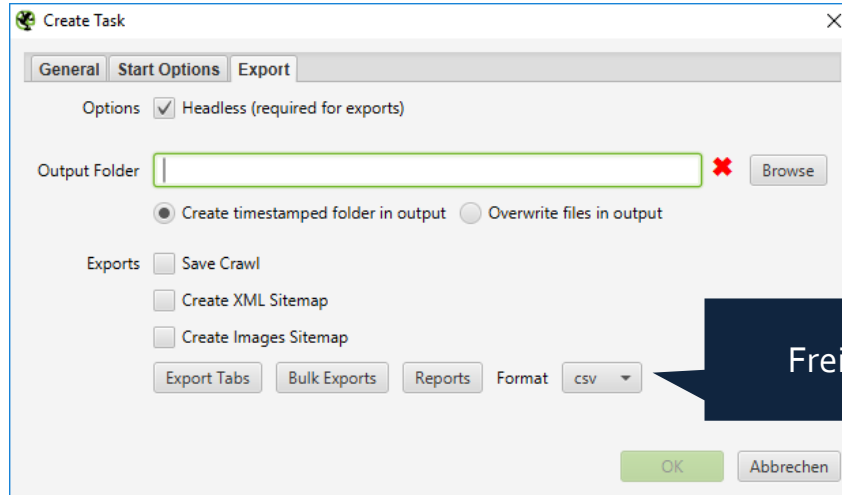 Create Task
General Start Options Export
Options Headless (required for exports)
Output Folder Browse
Create timestamped folder in output Overwrite files in output
Exports Save Crawl
Create XML Sitemap
Create Images Sitemap
Export Tabs Bulk Exports Reports Format csv
OK Abbrechen